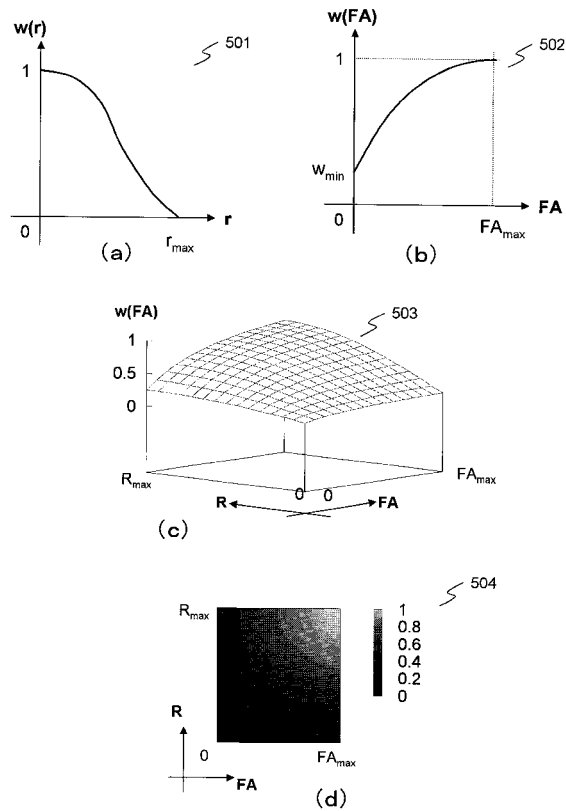 w(r)
501
1
0
r
r_max
(a)
w(FA)
502
1
w_min
0
FA
FA_max
(b)
w(FA)
503
1
0.5
0
R_max
0 0
FA_max
R
FA
(c)
504
R_max
1
0.8
0.6
0.4
0.2
0
R
0
FA_max
FA
(d)